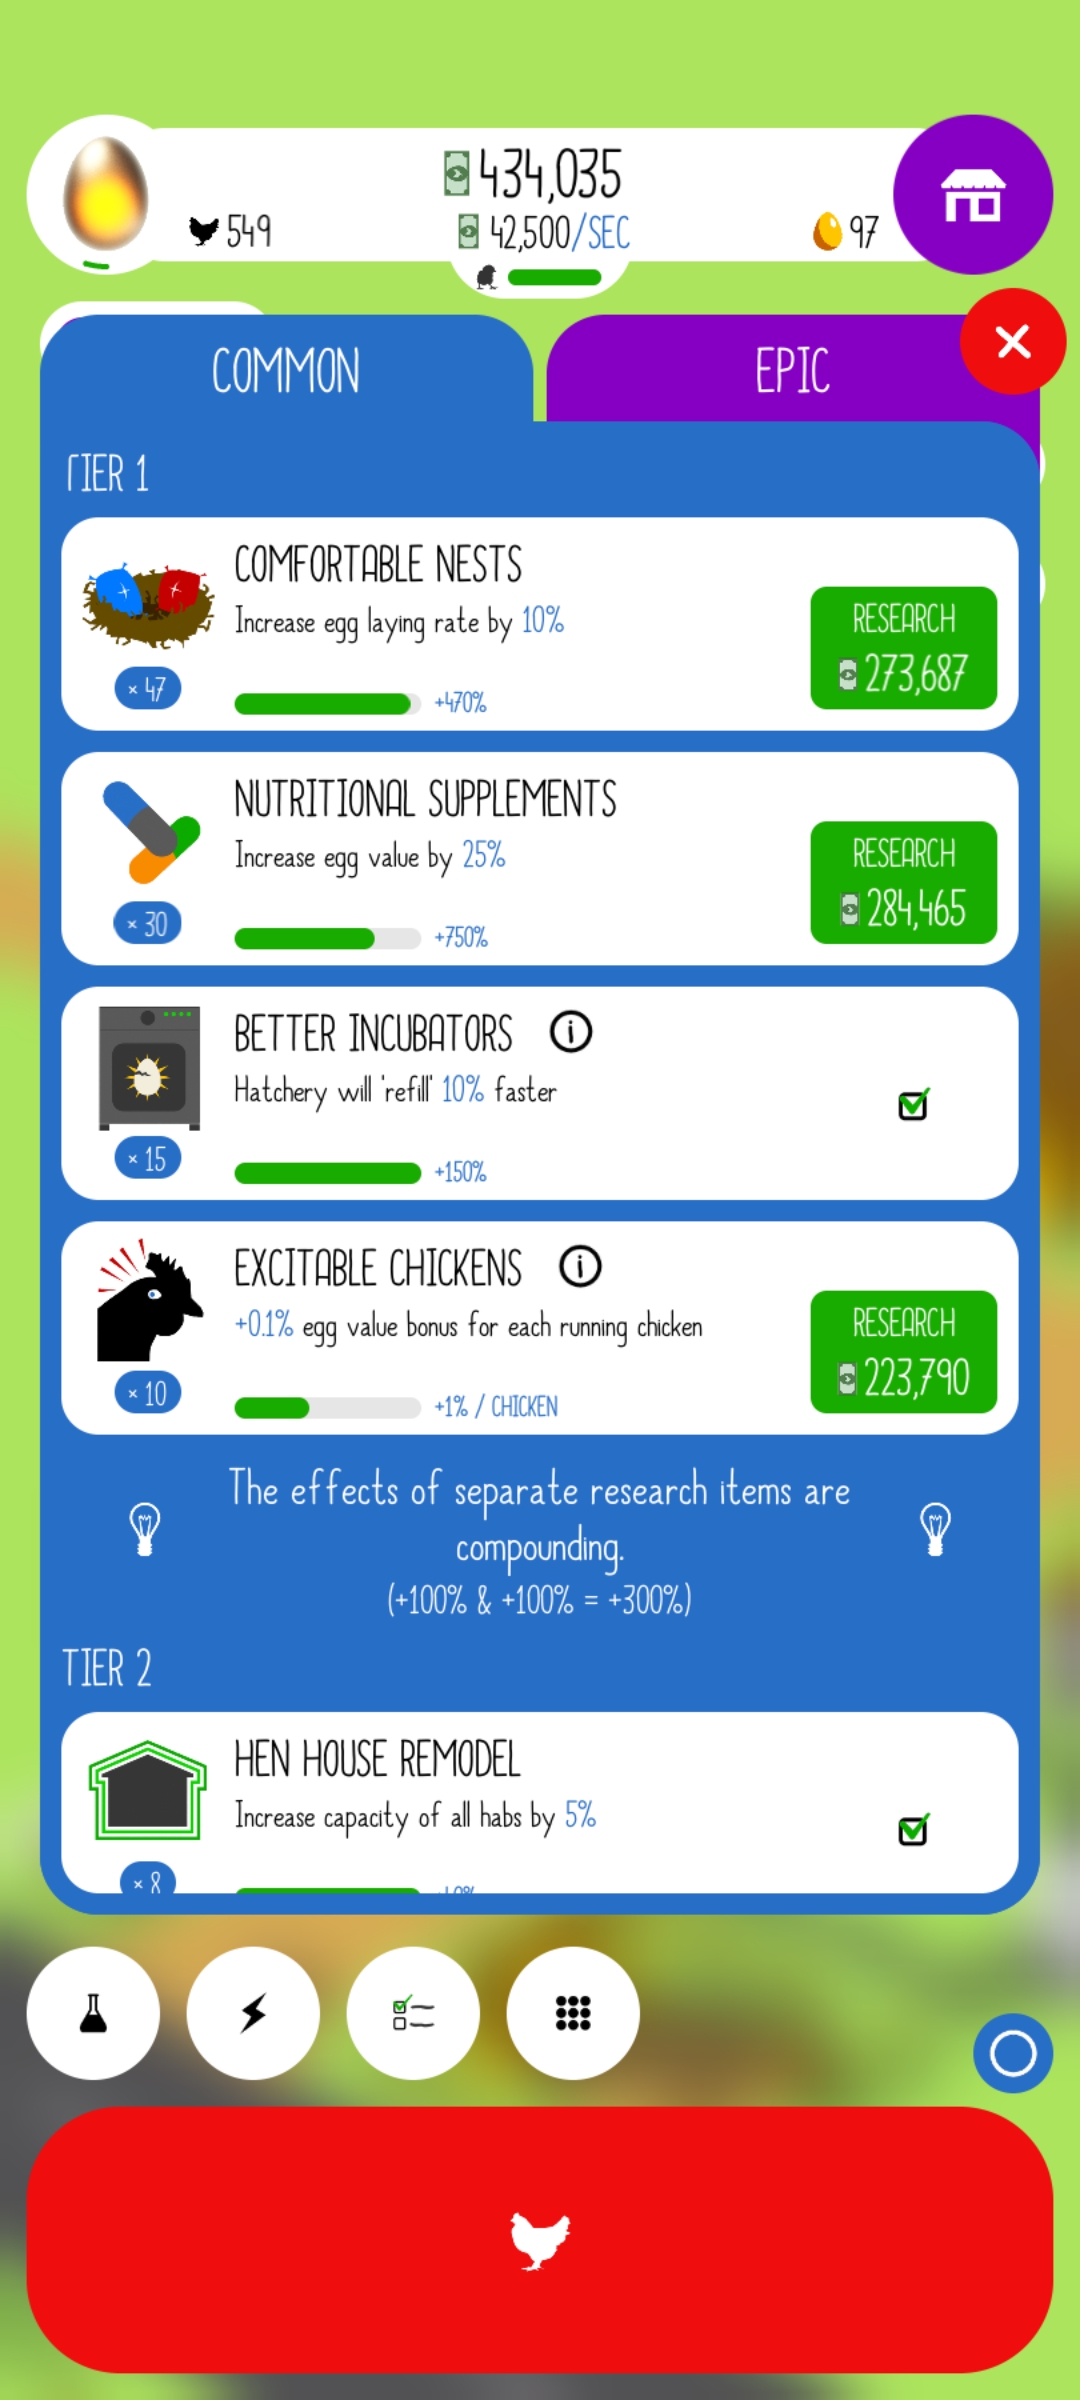 434,035
549
42,500/SEC
97
COMMON
EPIC
TIER 1
COMFORTABLE NESTS
Increase egg laying rate by 10%
RESEARCH
273,687
× 47
+470%
NUTRITIONAL SUPPLEMENTS
Increase egg value by 25%
RESEARCH
284,465
× 30
+750%
BETTER INCUBATORS
Hatchery will 'refill' 10% faster
× 15
+150%
EXCITABLE CHICKENS
+0.1% egg value bonus for each running chicken
RESEARCH
223,790
× 10
+1% / CHICKEN
The effects of separate research items are
compounding.
(+100% & +100% = +300%)
TIER 2
HEN HOUSE REMODEL
Increase capacity of all habs by 5%
× 8